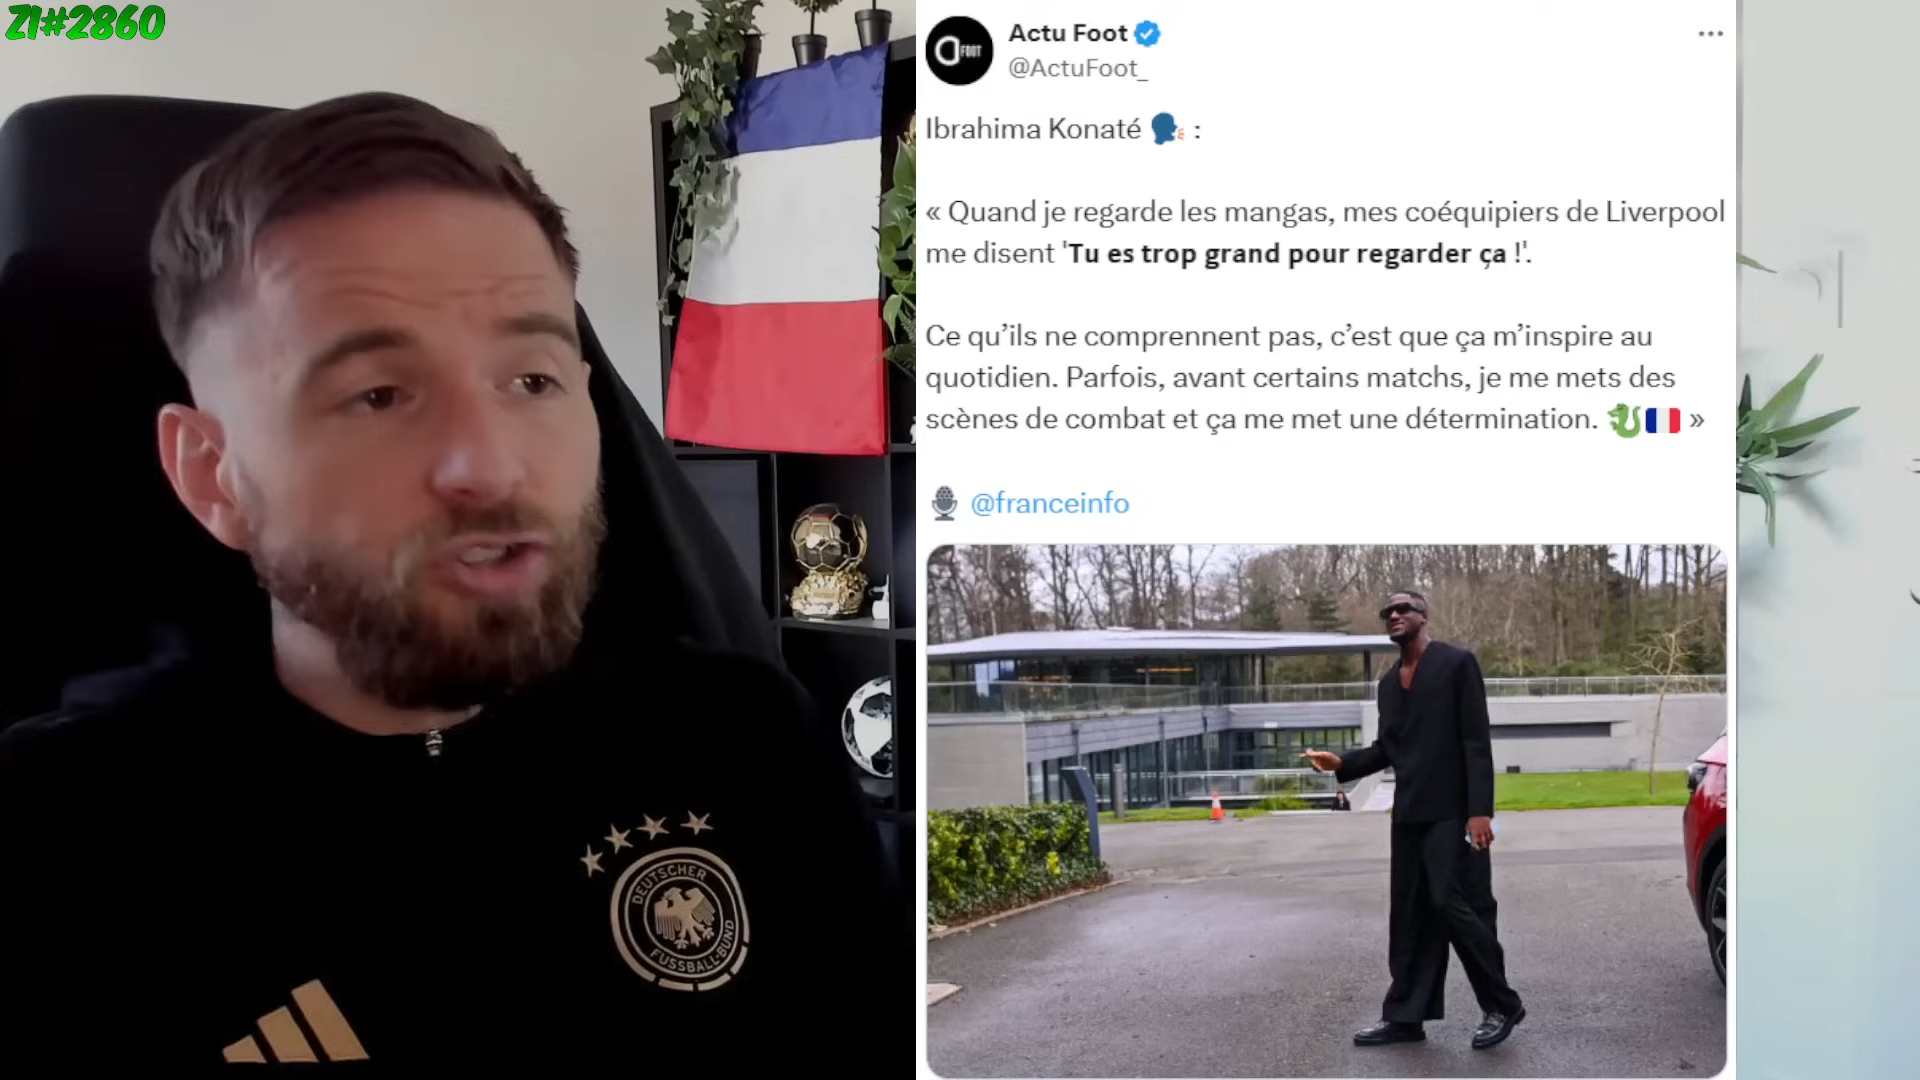 ZI#2860
Actu Foot
@ActuFoot_
FOOT
Ibrahima Konaté :
« Quand je regarde les mangas, mes coéquipiers de Liverpool
me disent 'Tu es trop grand pour regarder ça !'.
Ce qu’ils ne comprennent pas, c’est que ça m’inspire au
quotidien. Parfois, avant certains matchs, je me mets des
scènes de combat et ça me met une détermination. »
@franceinfo
DEUTSCHER
FUSSBALL-BUND